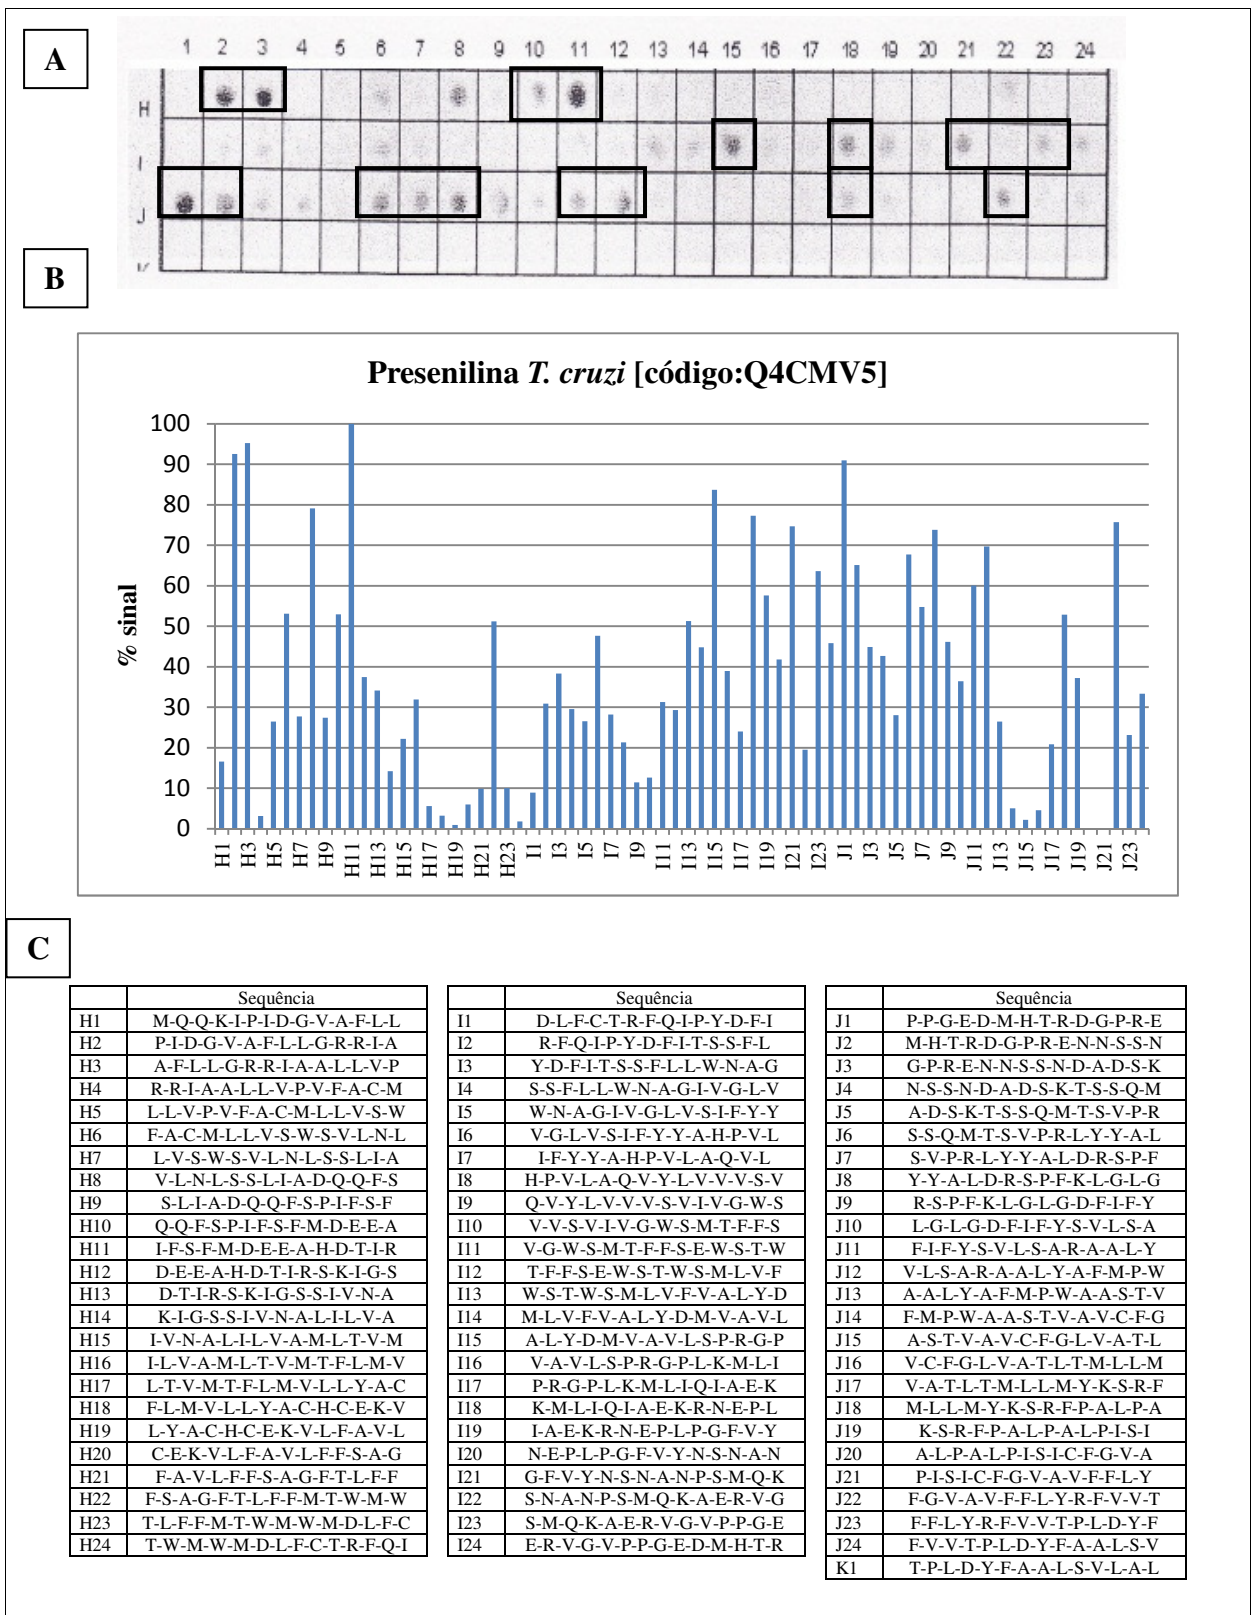 A
1 2 3 4 5 6 7 8 9 10 11 12 13 14 15 16 17 18 19 20 21 22 23 24
H
I
J
K
B
Presenilina T. cruzi [código:Q4CMV5]
100
90
80
70
60
50
40
30
20
10
0
% sinal
H1 H3 H5 H7 H9 H11 H13 H15 H17 H19 H21 H23 I1 I3 I5 I7 I9 I11 I13 I15 I17 I19 I21 I23 J1 J3 J5 J7 J9 J11 J13 J15 J17 J19 J21 J23
C
Sequência
H1 M-Q-Q-K-I-P-I-D-G-V-A-F-L-L
H2 P-I-D-G-V-A-F-L-L-G-R-R-I-A
H3 A-F-L-L-G-R-R-I-A-A-L-L-V-P
H4 R-R-I-A-A-L-L-V-P-V-F-A-C-M
H5 L-L-V-P-V-F-A-C-M-L-L-V-S-W
H6 F-A-C-M-L-L-V-S-W-S-V-L-N-L
H7 L-V-S-W-S-V-L-N-L-S-S-L-I-A
H8 V-L-N-L-S-S-L-I-A-D-Q-Q-F-S
H9 S-L-I-A-D-Q-Q-F-S-P-I-F-S-F
H10 Q-Q-F-S-P-I-F-S-F-M-D-E-E-A
H11 I-F-S-F-M-D-E-E-A-H-D-T-I-R
H12 D-E-E-A-H-D-T-I-R-S-K-I-G-S
H13 D-T-I-R-S-K-I-G-S-S-I-V-N-A
H14 K-I-G-S-S-I-V-N-A-L-I-L-V-A
H15 I-V-N-A-L-I-L-V-A-M-L-T-V-M
H16 I-L-V-A-M-L-T-V-M-T-F-L-M-V
H17 L-T-V-M-T-F-L-M-V-L-L-Y-A-C
H18 F-L-M-V-L-L-Y-A-C-H-C-E-K-V
H19 L-Y-A-C-H-C-E-K-V-L-F-A-V-L
H20 C-E-K-V-L-F-A-V-L-F-F-S-A-G
H21 F-A-V-L-F-F-S-A-G-F-T-L-F-F
H22 F-S-A-G-F-T-L-F-F-M-T-W-M-W
H23 T-L-F-F-M-T-W-M-W-M-D-L-F-C
H24 T-W-M-W-M-D-L-F-C-T-R-F-Q-I
Sequência
I1 D-L-F-C-T-R-F-Q-I-P-Y-D-F-I
I2 R-F-Q-I-P-Y-D-F-I-T-S-S-F-L
I3 Y-D-F-I-T-S-S-F-L-L-W-N-A-G
I4 S-S-F-L-L-W-N-A-G-I-V-G-L-V
I5 W-N-A-G-I-V-G-L-V-S-I-F-Y-Y
I6 V-G-L-V-S-I-F-Y-Y-A-H-P-V-L
I7 I-F-Y-Y-A-H-P-V-L-A-Q-V-L
I8 H-P-V-L-A-Q-V-Y-L-V-V-V-S-V
I9 Q-V-Y-L-V-V-V-S-V-I-V-G-W-S
I10 V-V-S-V-I-V-G-W-S-M-T-F-F-S
I11 V-G-W-S-M-T-F-F-S-E-W-S-T-W
I12 T-F-F-S-E-W-S-T-W-S-M-L-V-F
I13 W-S-T-W-S-M-L-V-F-V-A-L-Y-D
I14 M-L-V-F-V-A-L-Y-D-M-V-A-V-L
I15 A-L-Y-D-M-V-A-V-L-S-P-R-G-P
I16 V-A-V-L-S-P-R-G-P-L-K-M-L-I
I17 P-R-G-P-L-K-M-L-I-Q-I-A-E-K
I18 K-M-L-I-Q-I-A-E-K-R-N-E-P-L
I19 I-A-E-K-R-N-E-P-L-P-G-F-V-Y
I20 N-E-P-L-P-G-F-V-Y-N-S-N-A-N
I21 G-F-V-Y-N-S-N-A-N-P-S-M-Q-K
I22 S-N-A-N-P-S-M-Q-K-A-E-R-V-G
I23 S-M-Q-K-A-E-R-V-G-V-P-P-G-E
I24 E-R-V-G-V-P-P-G-E-D-M-H-T-R
Sequência
J1 P-P-G-E-D-M-H-T-R-D-G-P-R-E
J2 M-H-T-R-D-G-P-R-E-N-N-S-S-N
J3 G-P-R-E-N-N-S-S-N-D-A-D-S-K
J4 N-S-S-N-D-A-D-S-K-T-S-S-Q-M
J5 A-D-S-K-T-S-S-Q-M-T-S-V-P-R
J6 S-S-Q-M-T-S-V-P-R-L-Y-Y-A-L
J7 S-V-P-R-L-Y-Y-A-L-D-R-S-P-F
J8 Y-Y-A-L-D-R-S-P-F-K-L-G-L-G
J9 R-S-P-F-K-L-G-L-G-D-F-I-F-Y
J10 L-G-L-G-D-F-I-F-Y-S-V-L-S-A
J11 F-I-F-Y-S-V-L-S-A-R-A-A-L-Y
J12 V-L-S-A-R-A-A-L-Y-A-F-M-P-W
J13 A-A-L-Y-A-F-M-P-W-A-A-S-T-V
J14 F-M-P-W-A-A-S-T-V-A-V-C-F-G
J15 A-S-T-V-A-V-C-F-G-L-V-A-T-L
J16 V-C-F-G-L-V-A-T-L-T-M-L-L-M
J17 V-A-T-L-T-M-L-L-M-Y-K-S-R-F
J18 M-L-L-M-Y-K-S-R-F-P-A-L-P-A
J19 K-S-R-F-P-A-L-P-A-L-P-I-S-I
J20 A-L-P-A-L-P-I-S-I-C-F-G-V-A
J21 P-I-S-I-C-F-G-V-A-V-F-F-L-Y
J22 F-G-V-A-V-F-F-L-Y-R-F-V-V-T
J23 F-F-L-Y-R-F-V-V-T-P-L-D-Y-F
J24 F-V-V-T-P-L-D-Y-F-A-A-L-S-V
K1 T-P-L-D-Y-F-A-A-L-S-V-L-A-L